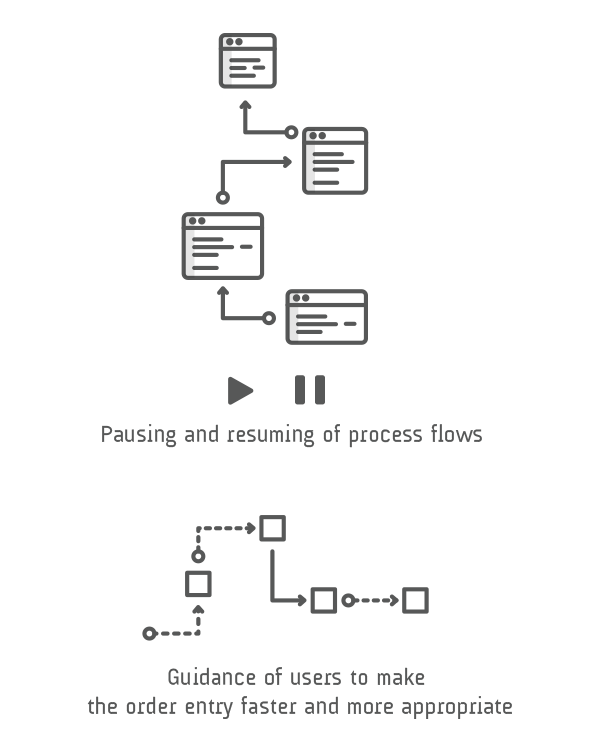 Pausing and resuming of process flows
Guidance of users to make
the order entry faster and more appropriate